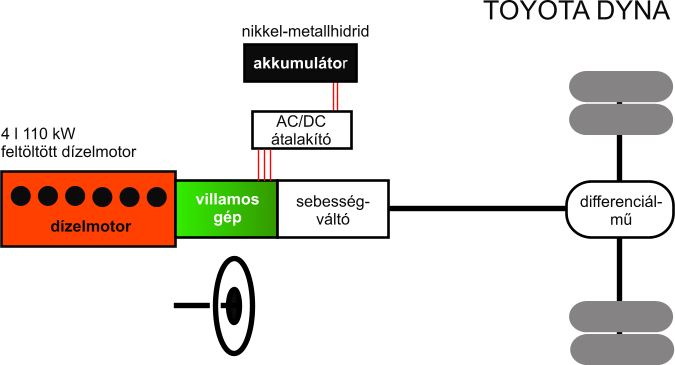 TOYOTA DYNA
nikkel-metallhidrid
akkumulátor
AC/DC
átalakító
4 l 110 kW
feltöltött dízelmotor
dízelmotor
villamos
gép
sebesség-
váltó
differenciál-
mű